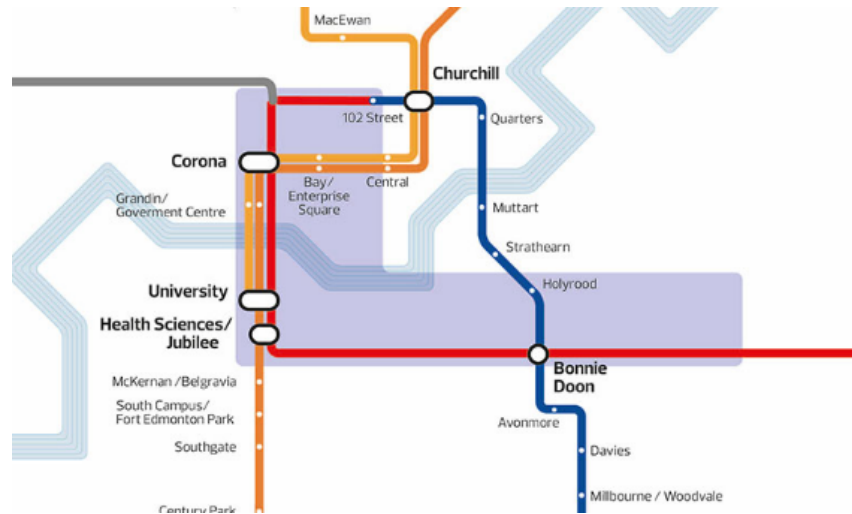 MacEwan
Churchill
102 Street
Quarters
Corona
Bay/
Enterprise
Square
Central
Grandin/
Goverment Centre
Muttart
Strathearn
Holyrood
University
Health Sciences/
Jubilee
Bonnie
Doon
McKernan /Belgravia
South Campus/
Fort Edmonton Park
Avonmore
Southgate
Davies
Millbourne / Woodvale
Century Park